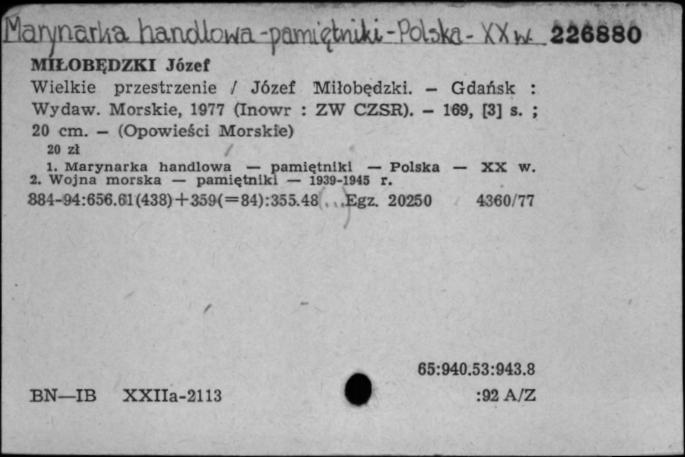 Marynarka handlowa-pamiętniki-Polska-XX w. 226880
MIŁOBĘDZKI Józef
Wielkie przestrzenie / Józef Miłobędzki. — Gdańsk :
Wydaw. Morskie, 1977 (Inowr : ZW CZSR). — 169, [3] s. ;
20 cm. — (Opowieści Morskie)
20 zł
1. Marynarka handlowa — pamiętniki — Polska — XX w.
2. Wojna morska — pamiętniki — 1939-1945 r.
884-94:656.61(438)+359(=84):355.48 ... Egz. 20250 4360/77
65:940.53:943.8
BN—IB XXIIa-2113 :92 A/Z